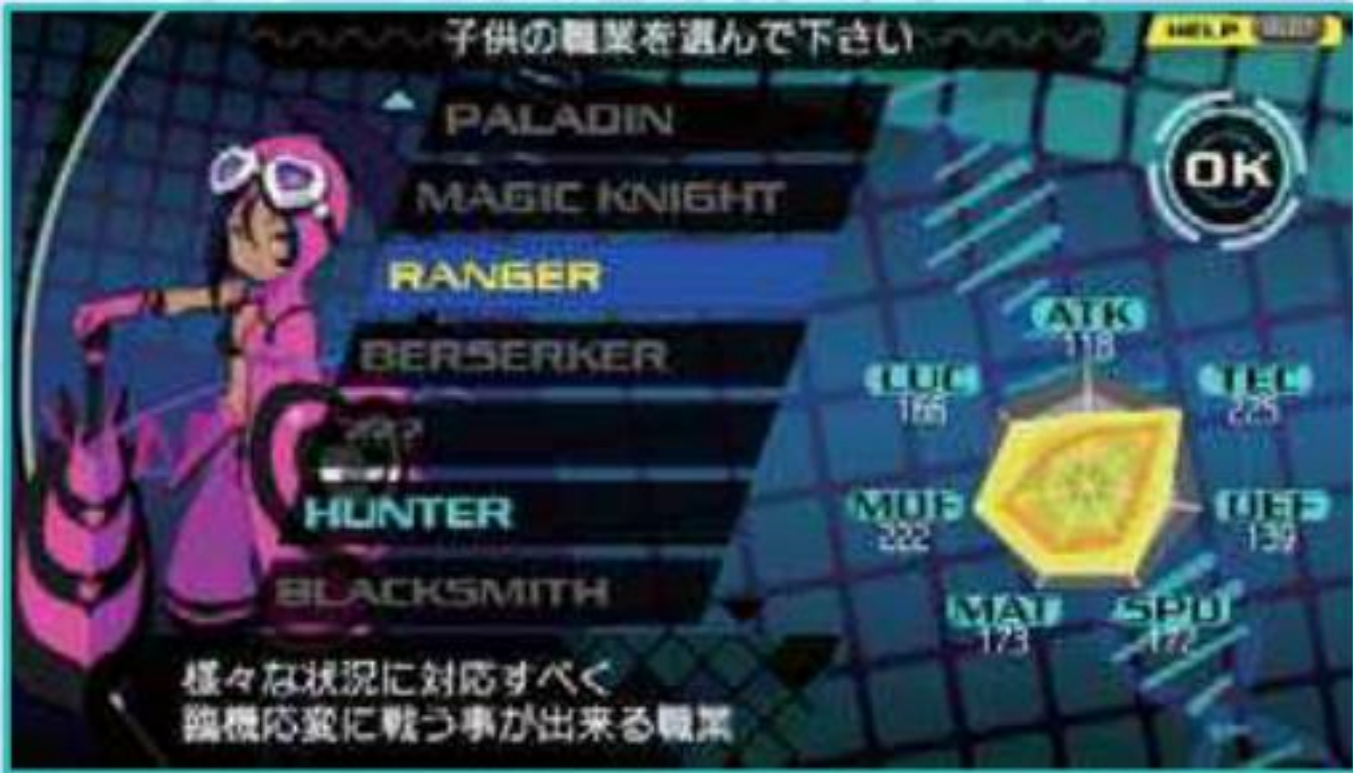 子供の職業を選んで下さい
HELP
OK
PALADIN
MAGIC KNIGHT
RANGER
BERSERKER
???
HUNTER
BLACKSMITH
ATK
118
TEC
225
DEF
139
SPD
MAT
173
MDF
222
LUC
様々な状況に対応すべく
臨機応変に戦う事が出来る職業